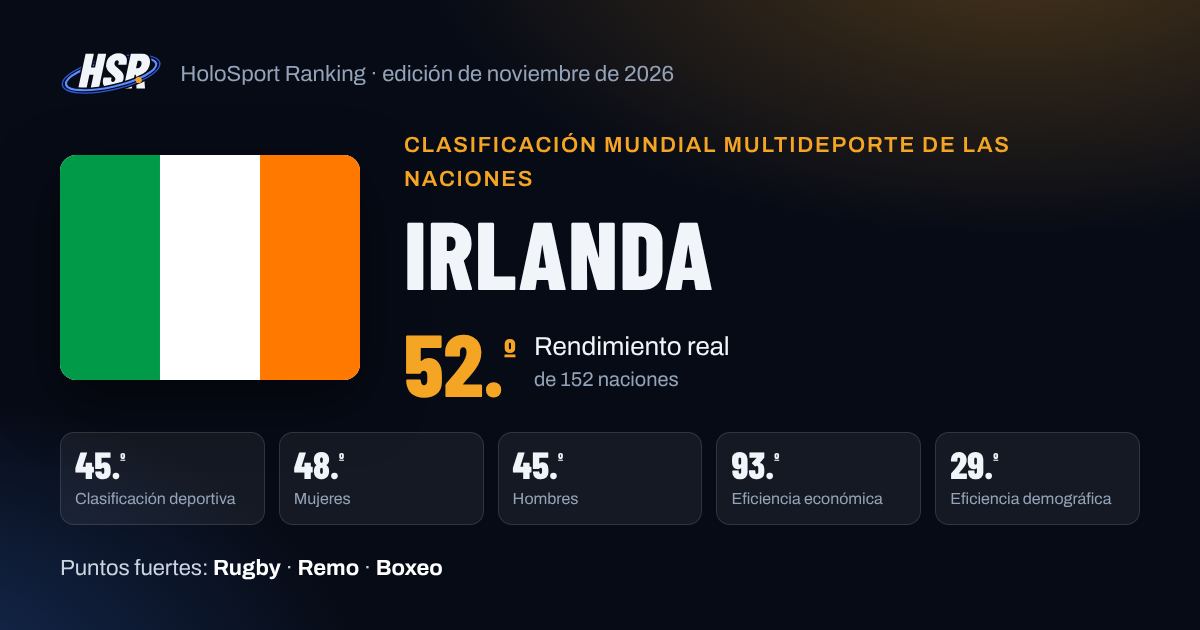 HSR
HoloSport Ranking · edición de noviembre de 2026
CLASIFICACIÓN MUNDIAL MULTIDEPORTE DE LAS
NACIONES
IRLANDA
52.º Rendimiento real
de 152 naciones
45.º
Clasificación deportiva
48.º
Mujeres
45.º
Hombres
93.º
Eficiencia económica
29.º
Eficiencia demográfica
Puntos fuertes: Rugby · Remo · Boxeo